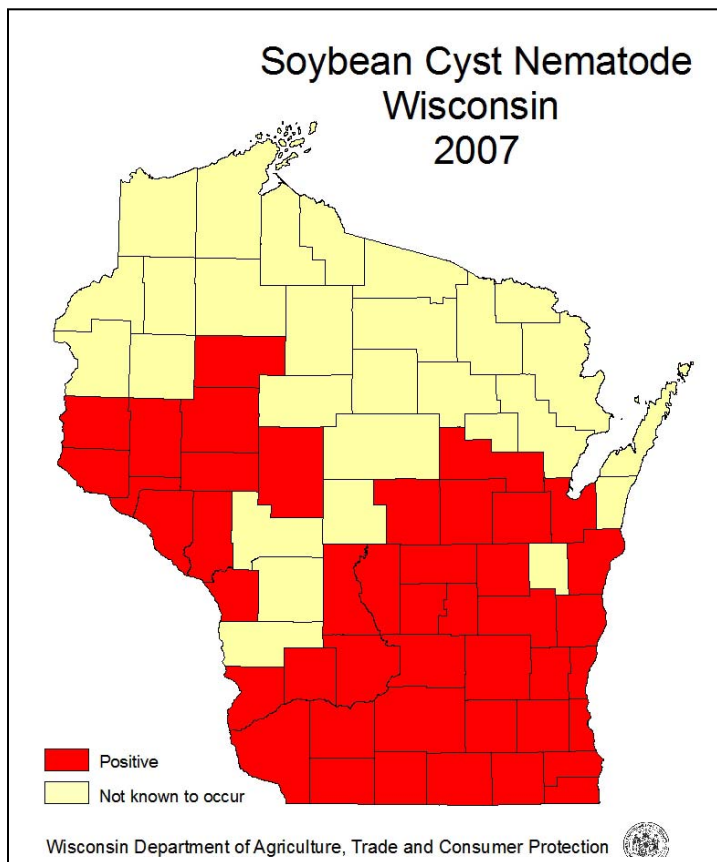 Soybean Cyst Nematode
Wisconsin
2007
Positive
Not known to occur
Wisconsin Department of Agriculture, Trade and Consumer Protection